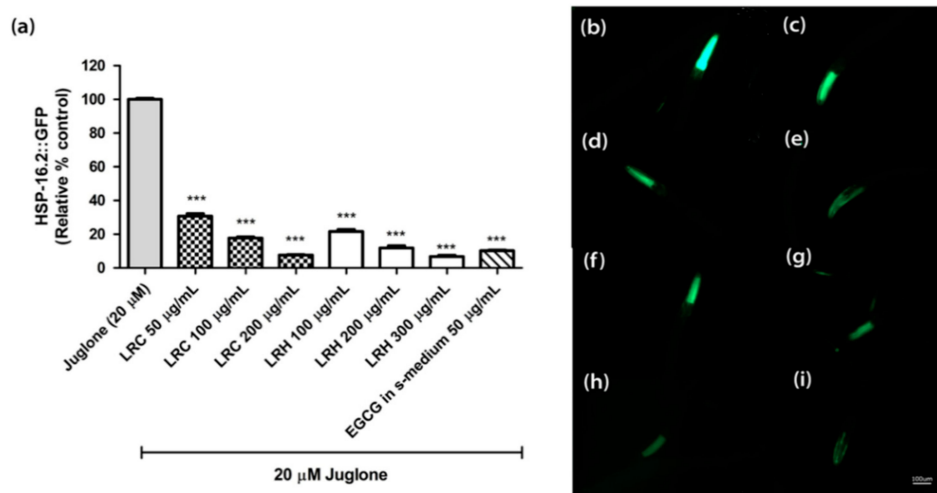 (a)
HSP-16.2::GFP
(Relative % control)
120
100
80
60
40
20
0
***
***
***
***
***
***
***
Juglone (20 μM)
LRC 50 μg/mL
LRC 100 μg/mL
LRC 200 μg/mL
LRH 100 μg/mL
LRH 200 μg/mL
LRH 300 μg/mL
EGCG in s-medium 50 μg/mL
20 μM Juglone
(b)
(c)
(d)
(e)
(f)
(g)
(h)
(i)
100um